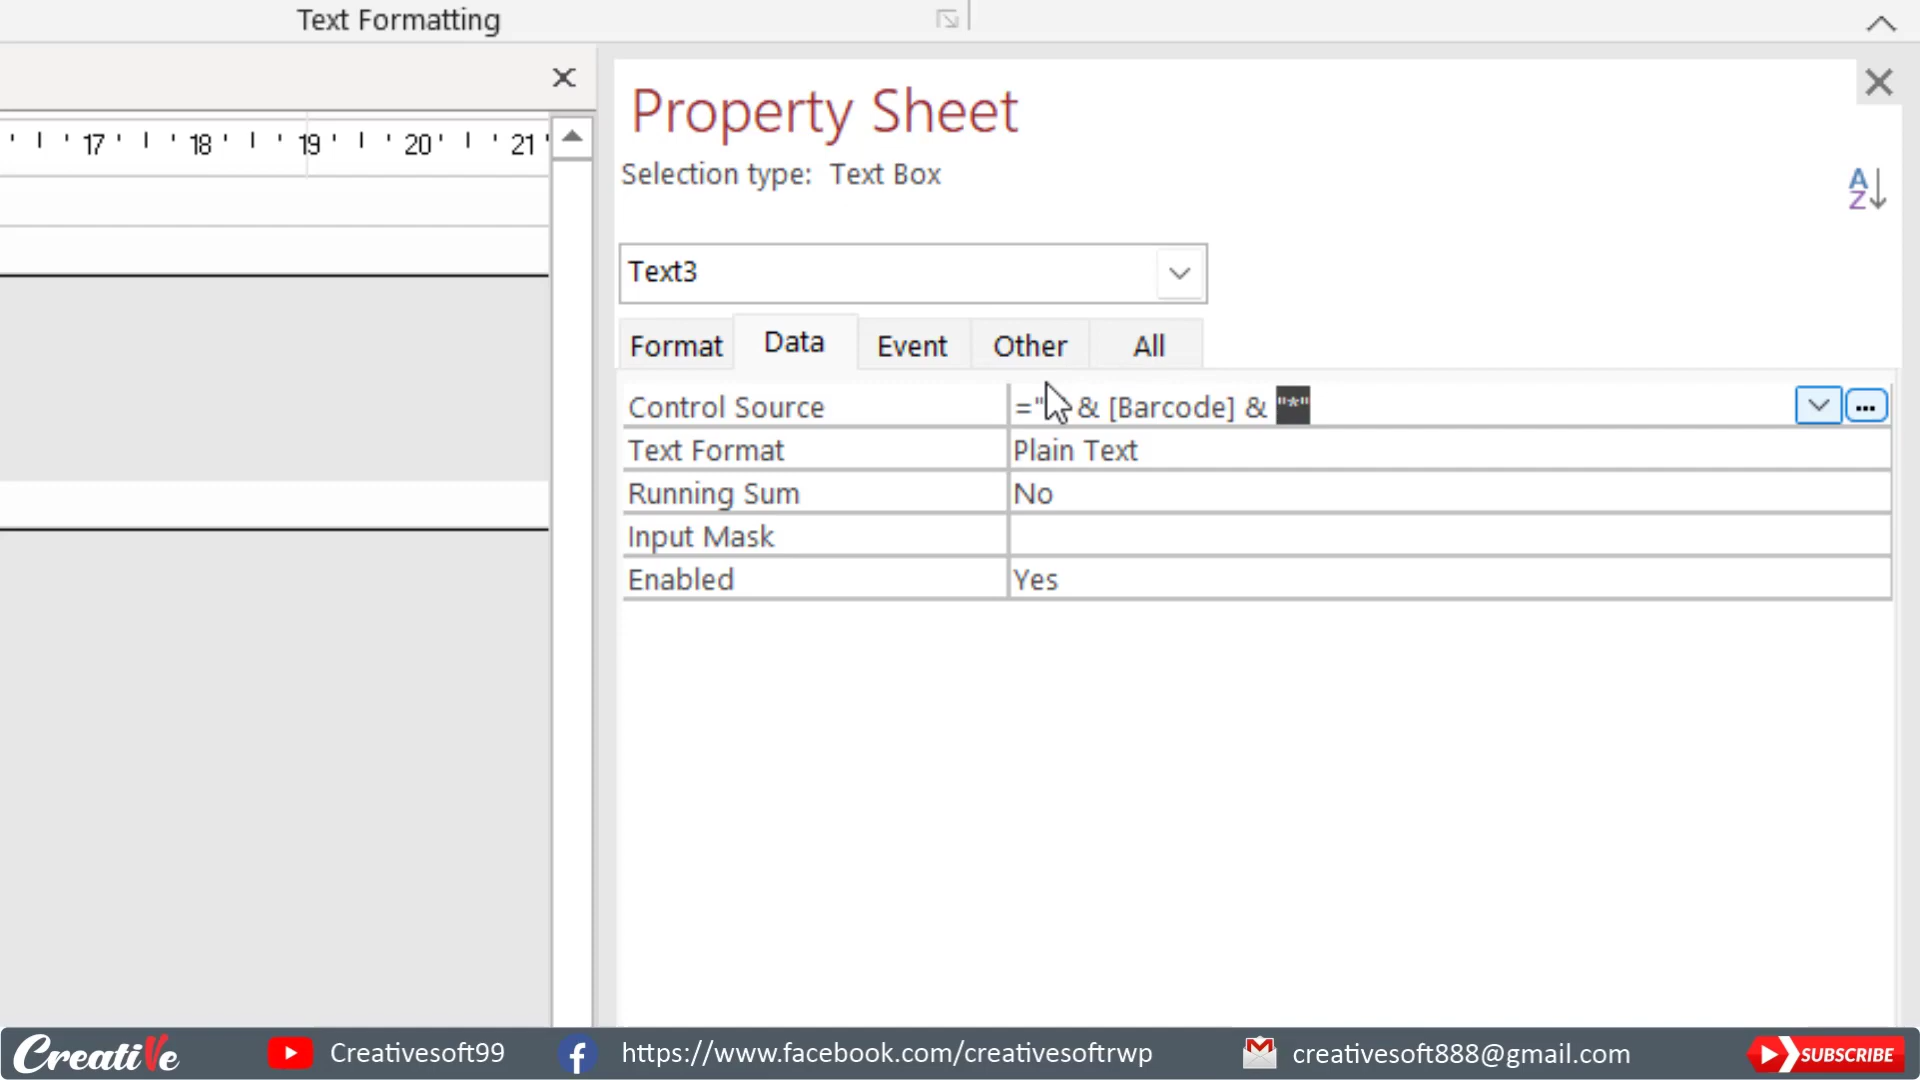 Text Formatting
17 18 19 20 21
Property Sheet
Selection type: Text Box
A
Z
Text3
Format Data Event Other All
Control Source =" & [Barcode] & "*"
Text Format Plain Text
Running Sum No
Input Mask
Enabled Yes
Creative Creativesoft99 https://www.facebook.com/creativesoftrwp creativesoft888@gmail.com SUBSCRIBE